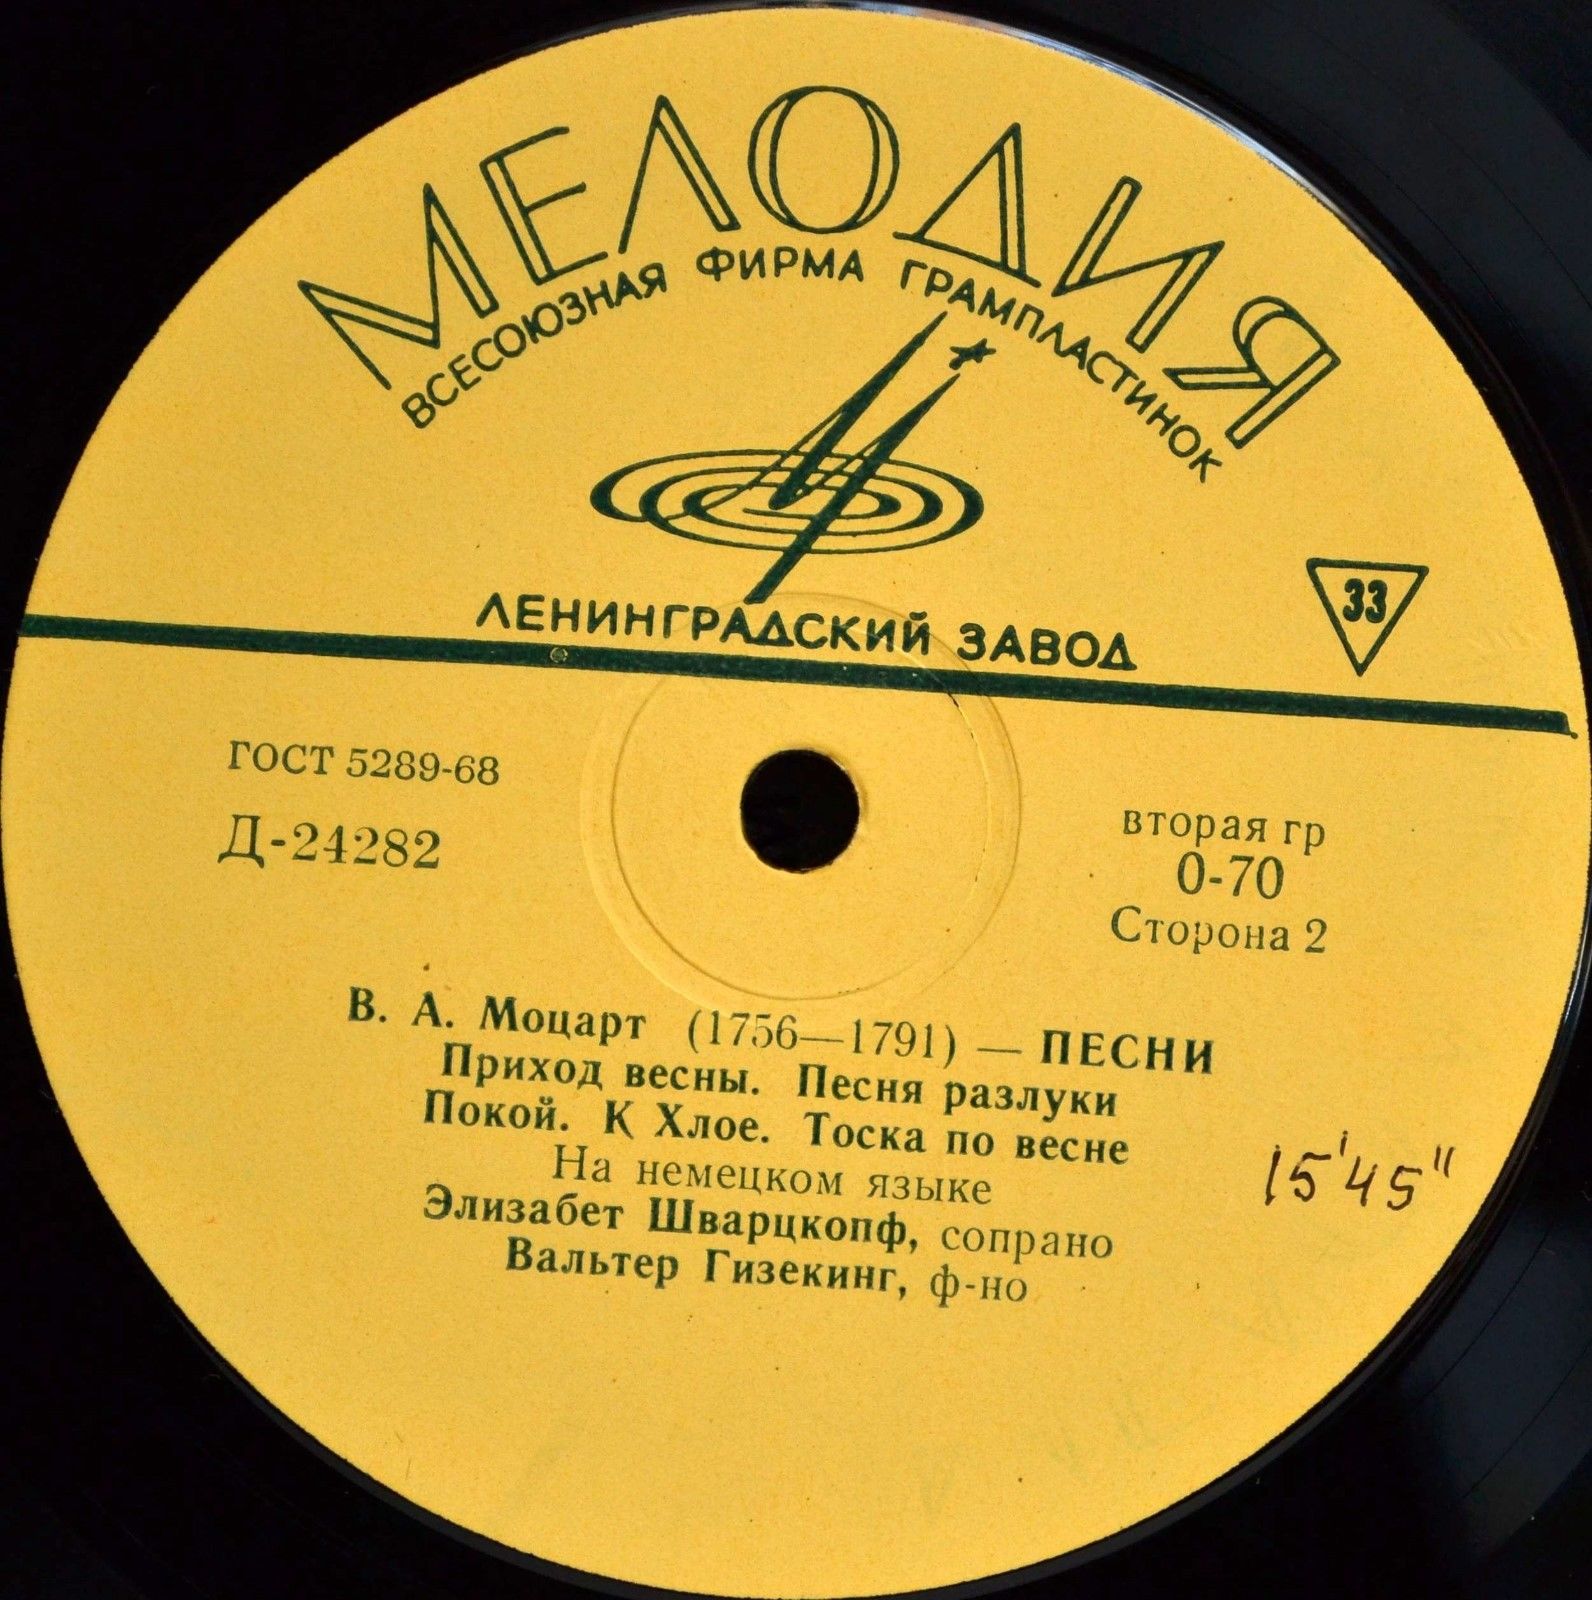 МЕЛОДИЯ
ВСЕСОЮЗНАЯ ФИРМА ГРАМПЛАСТИНОК
ЛЕНИНГРАДСКИЙ ЗАВОД
33
ГОСТ 5289-68
Д-24282
вторая гр
0-70
Сторона 2
В. А. Моцарт (1756—1791) — ПЕСНИ
Приход весны. Песня разлуки
Покой. К Хлое. Тоска по весне
На немецком языке
Элизабет Шварцкопф, сопрано
Вальтер Гизекинг, ф-но
15'45"